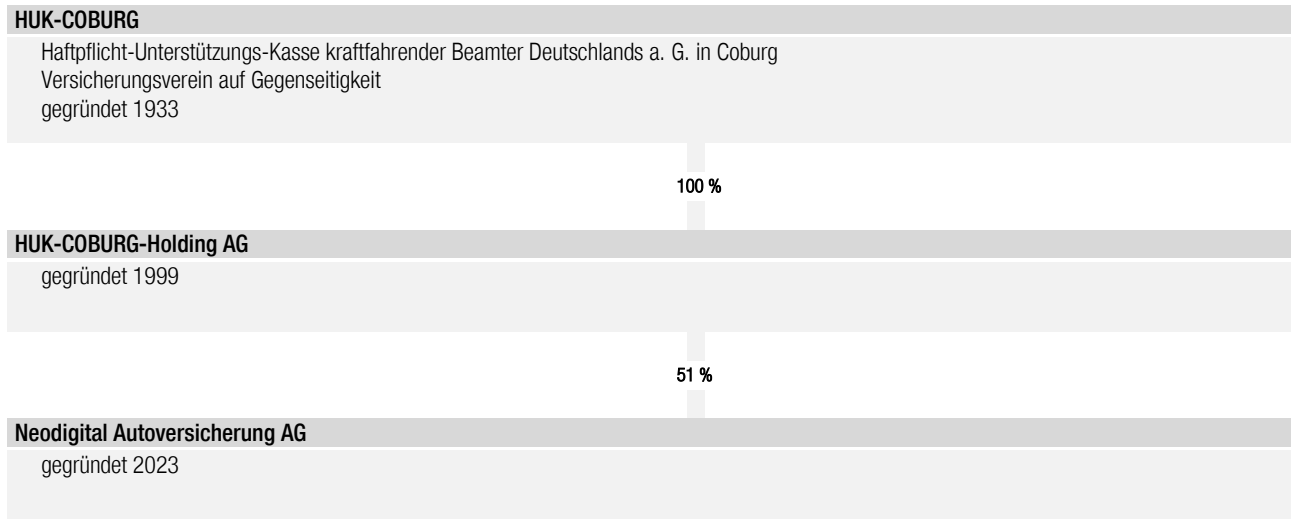 HUK-COBURG
Haftpflicht-Unterstützungs-Kasse kraftfahrender Beamter Deutschlands a. G. in Coburg
Versicherungsverein auf Gegenseitigkeit
gegründet 1933
100 %
HUK-COBURG-Holding AG
gegründet 1999
51 %
Neodigital Autoversicherung AG
gegründet 2023